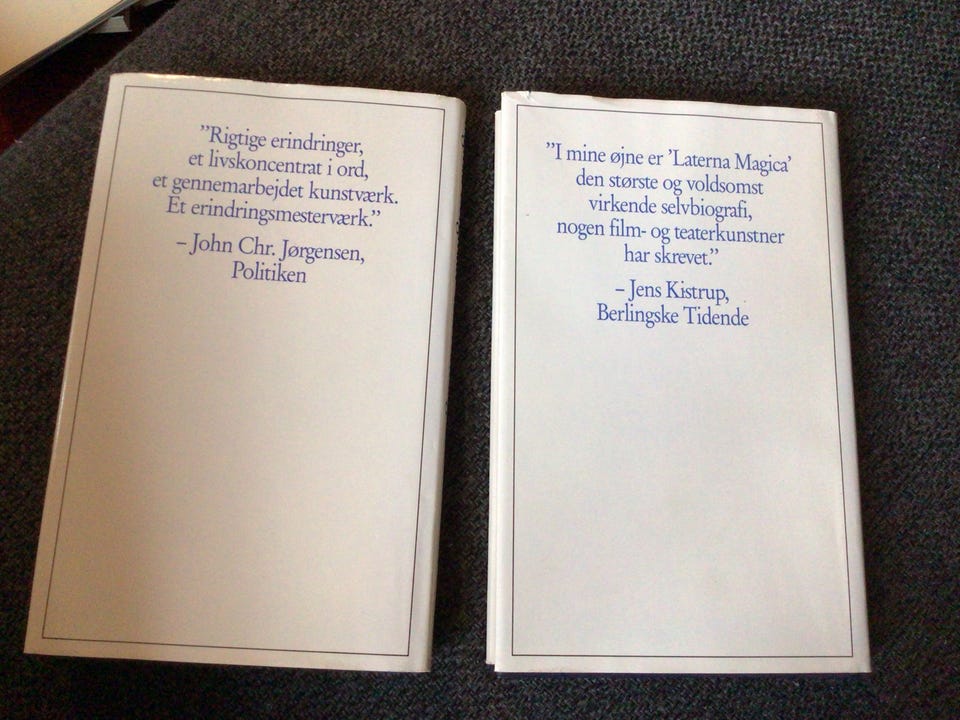 ”Rigtige erindringer,
et livskoncentrat i ord,
et gennemarbejdet kunstværk.
Et erindringsmesterværk.”
– John Chr. Jørgensen,
Politiken
”I mine øjne er ’Laterna Magica’
den største og voldsomst
virkende selvbiografi,
nogen film- og teaterkunstner
har skrevet.”
– Jens Kistrup,
Berlingske Tidende